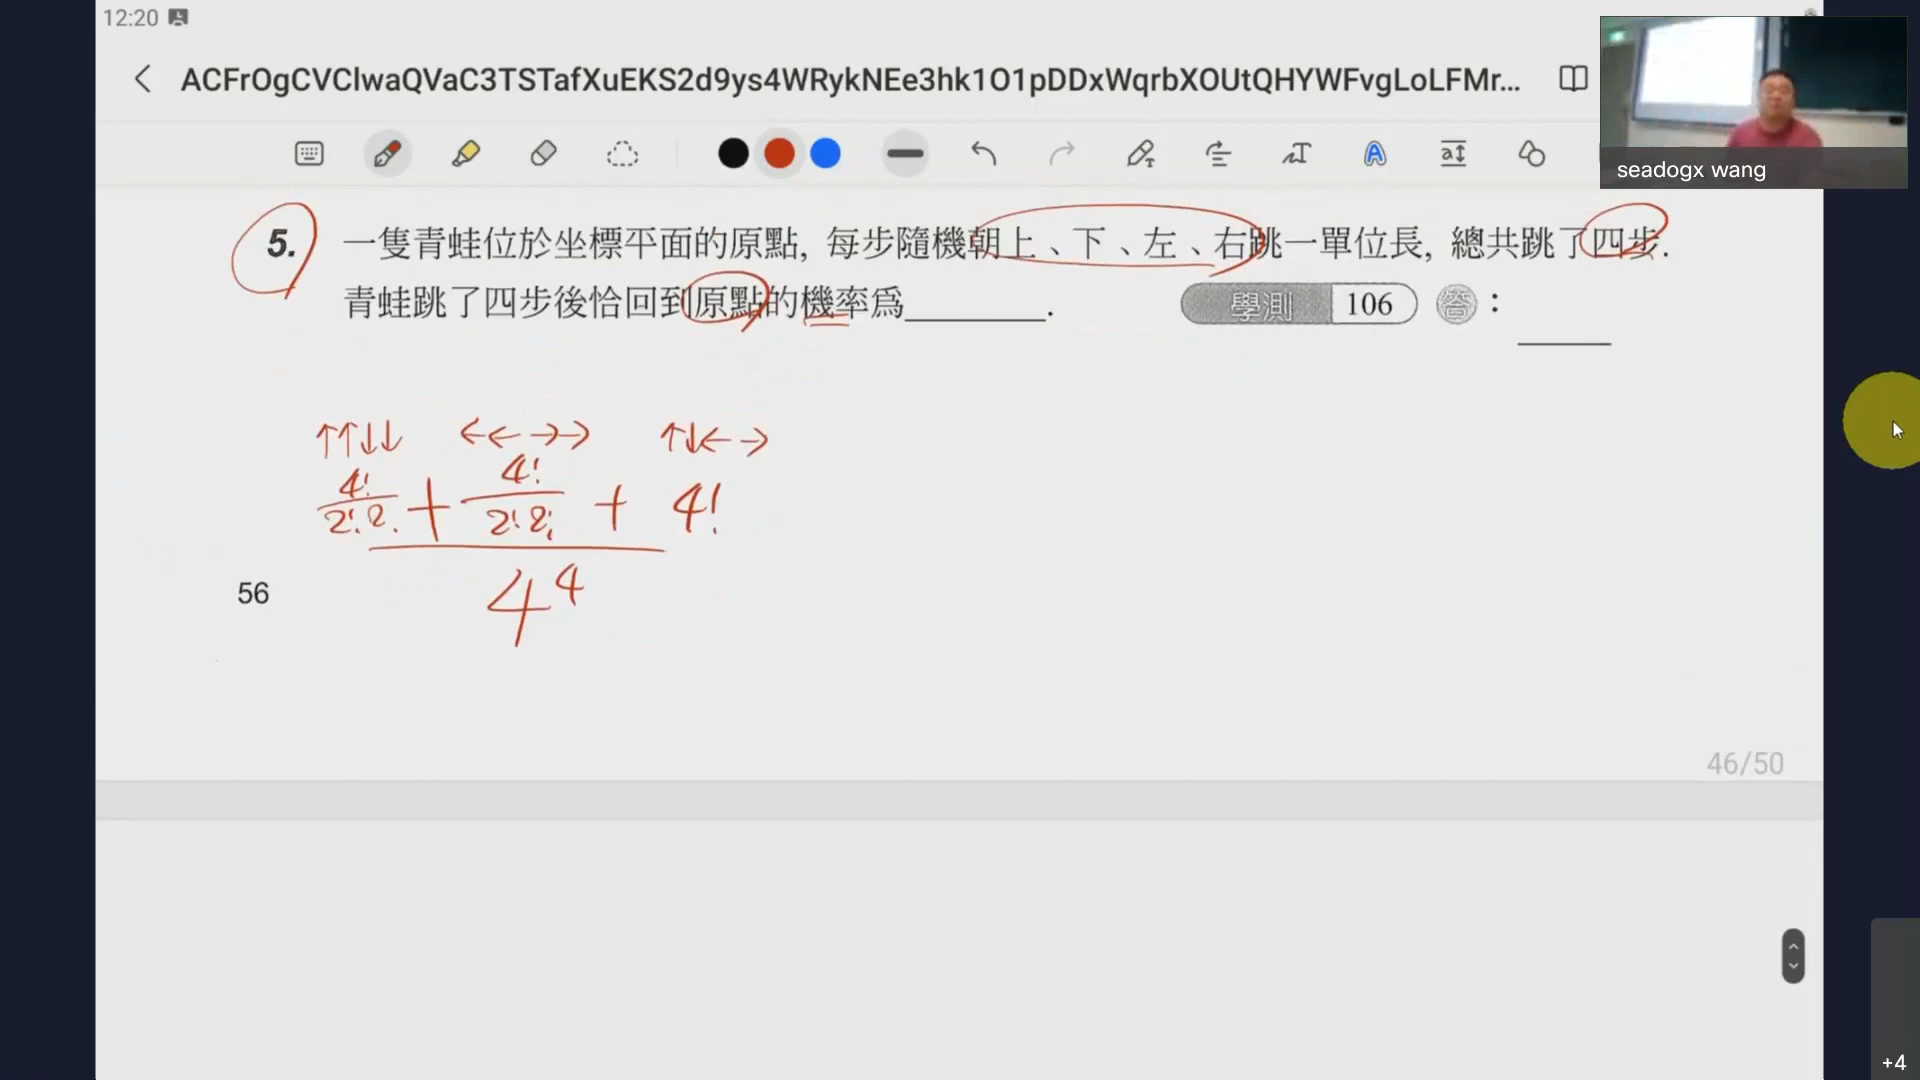 12:20
ACFrOgCVClwaQVaC3TSTafXuEKS2d9ys4WRykNEe3hk1O1pDDxWqrbXOUtQHYWFvgLoLFMr...
seadogx wang
5. 一隻青蛙位於坐標平面的原點, 每步隨機朝上、下、左、右跳一單位長, 總共跳了四步.
青蛙跳了四步後恰回到原點的機率為________. 學測 106 答:
↑↑↓↓ ←←→→ ↑↓←→
4!/2!2! + 4!/2!2! + 4!
4^4
56
46/50
+4